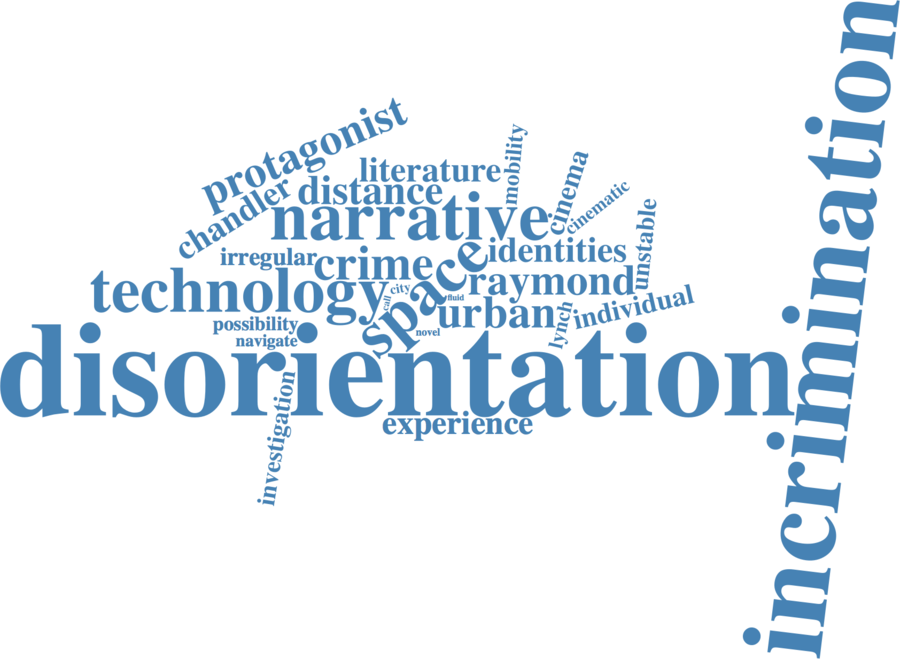 protagonist
literature
mobility
cinema
cinematic
distance
chandler
narrative
unstable
irregular
crime
space
identities
technology
city
call
fluid
raymond
urban
lynch
individual
possibility
novel
navigate
disorientation
incrimination
investigation
experience